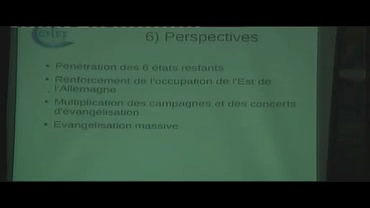 6) Perspectives
• Penetration des 6 états restants
• Renforcement de l'occupation de l'Est de
l'Allemagne
• Multiplication des campagnes et des concerts
d'évangélisation
• Evangélisation massive